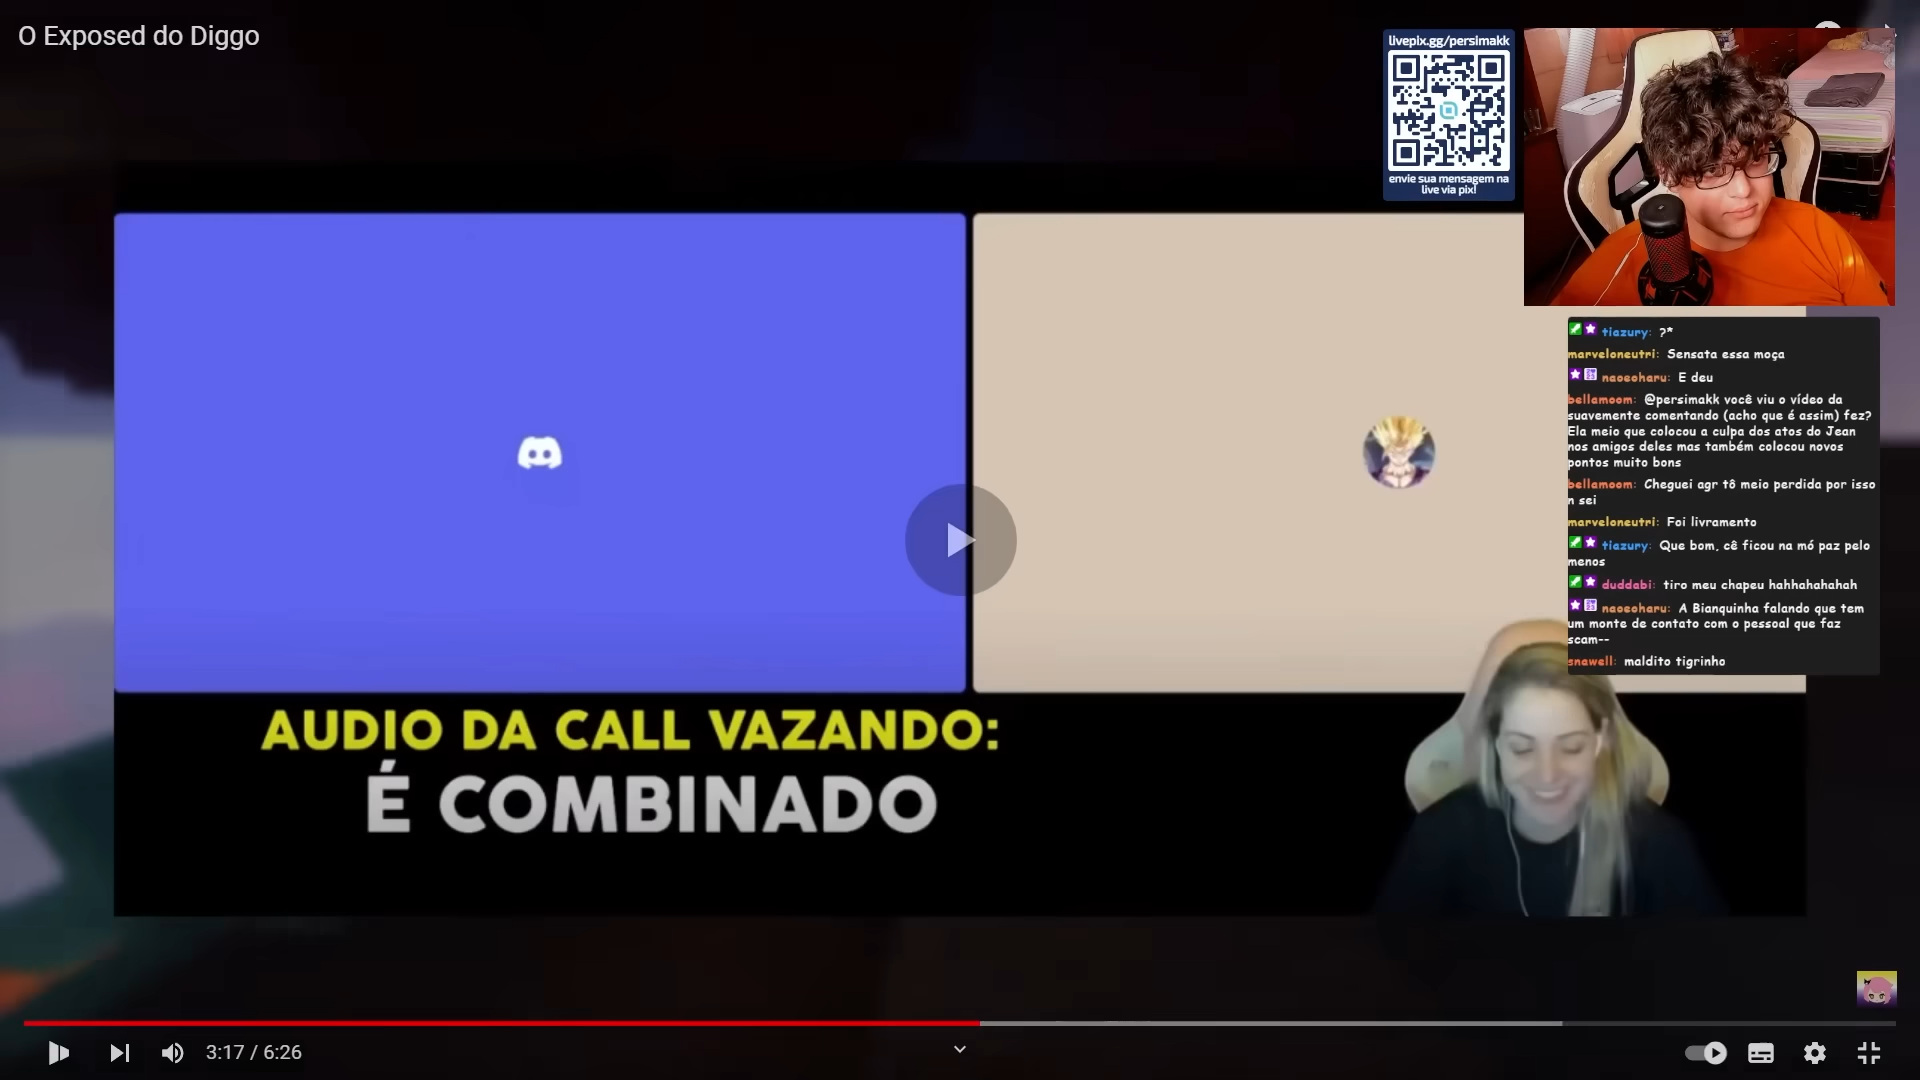 O Exposed do Diggo
livepix.gg/persimakk
envie sua mensagem na
live via pix!
tiazury: ?*
marveloneutri: Sensata essa moça
naoeoharu: E deu
bellamoom: @persimakk você viu o vídeo da
suavemente comentando (acho que é assim) fez?
Ela meio que colocou a culpa dos atos do Jean
nos amigos deles mas também colocou novos
pontos muito bons
bellamoom: Cheguei agr tô meio perdida por isso
n sei
marveloneutri: Foi livramento
tiazury: Que bom, cê ficou na mó paz pelo
menos
duddabi: tiro meu chapeu hahhahahahah
naoeoharu: A Bianquinha falando que tem
um monte de contato com o pessoal que faz
scam--
snawell: maldito tigrinho
AUDIO DA CALL VAZANDO:
É COMBINADO
3:17 / 6:26